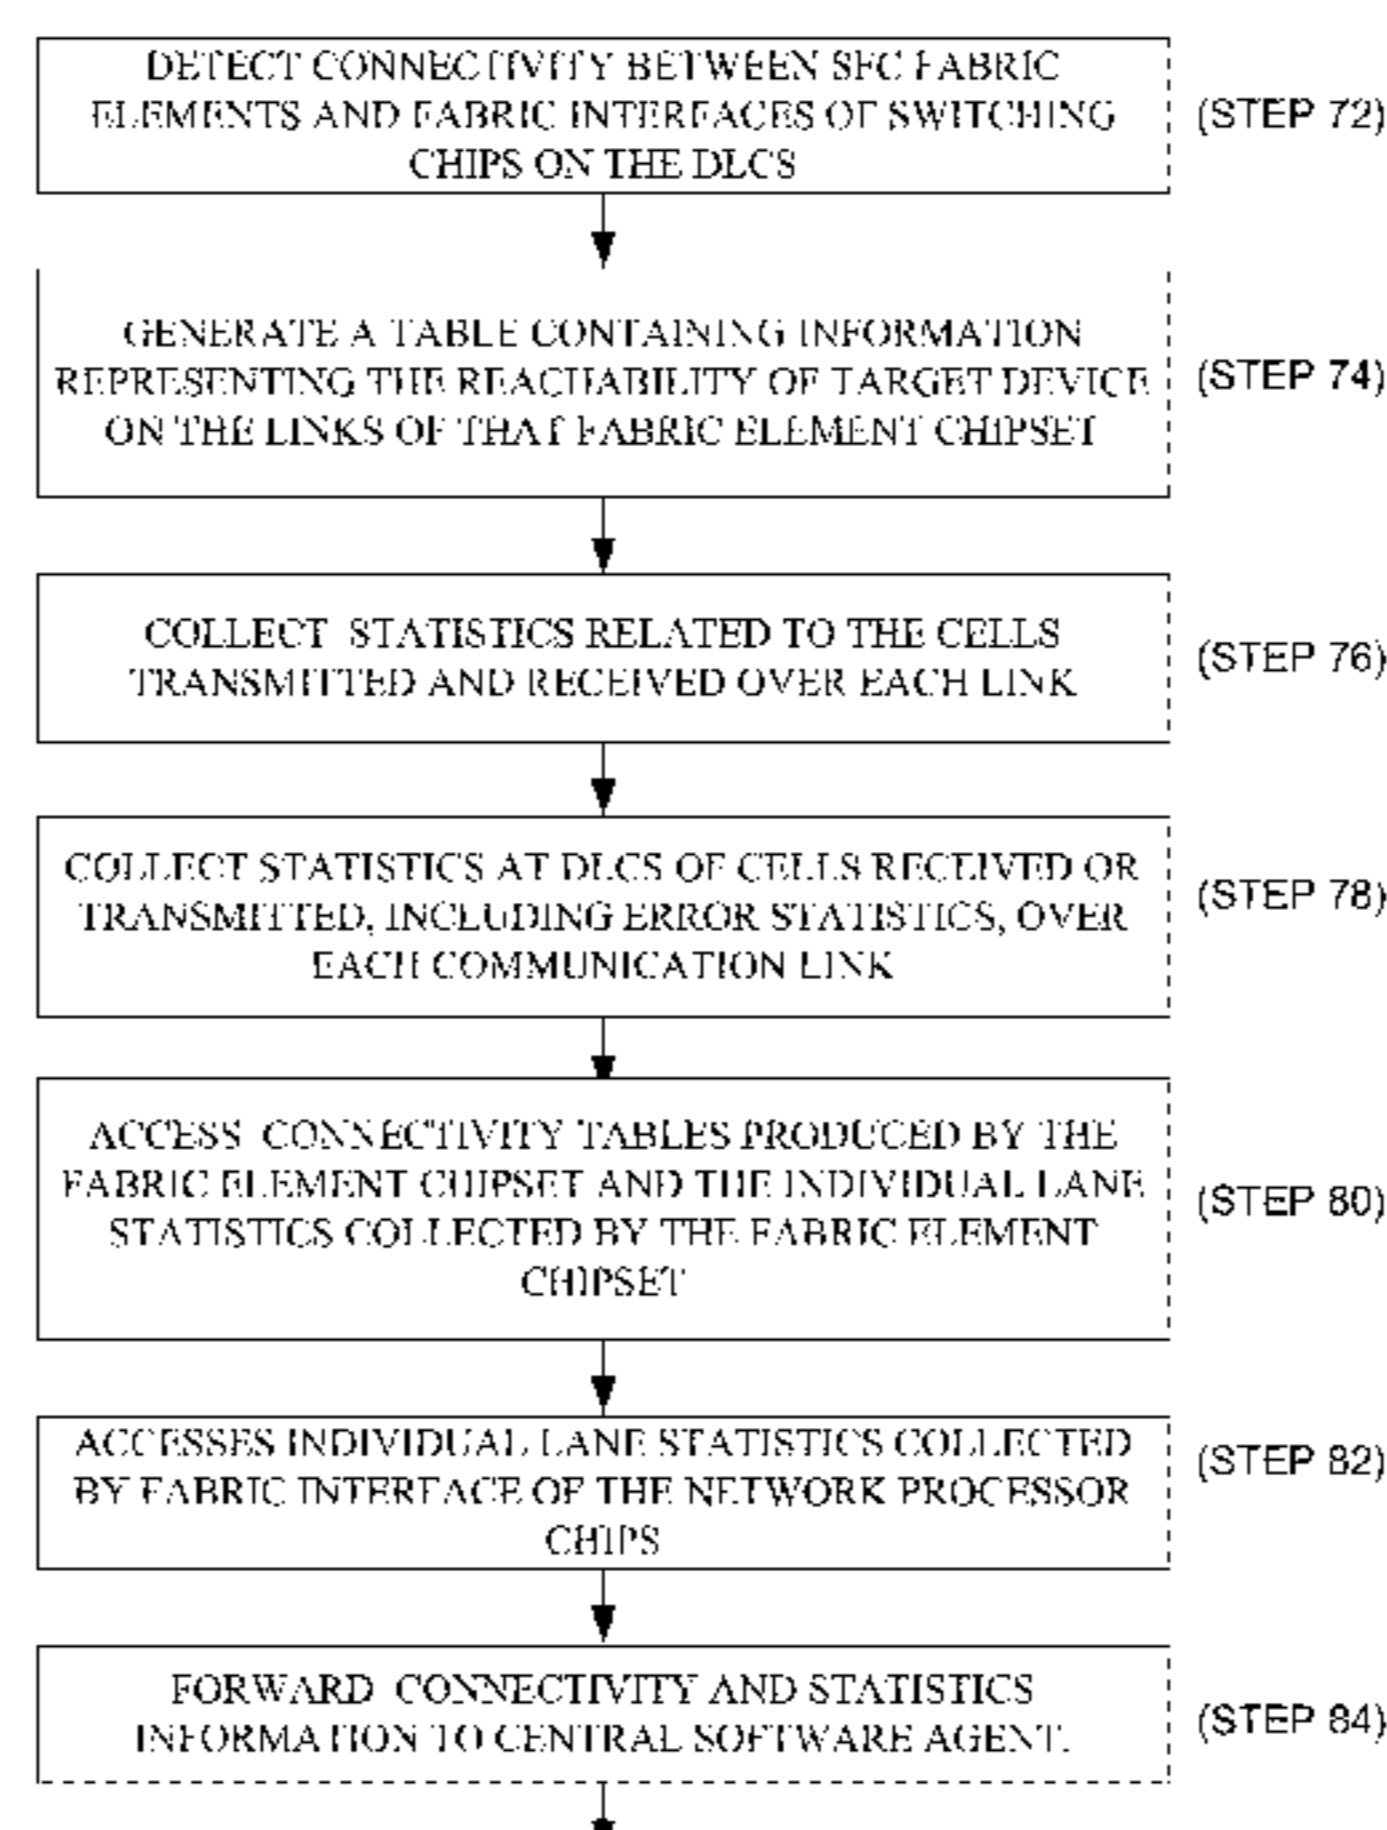 DETECT CONNECTIVITY BETWEEN SFC FABRIC
ELEMENTS AND FABRIC INTERFACES OF SWITCHING
CHIPS ON THE DLCS
(STEP 72)
GENERATE A TABLE CONTAINING INFORMATION
REPRESENTING THE REACHABILITY OF TARGET DEVICE
ON THE LINKS OF THAT FABRIC ELEMENT CHIPSET
(STEP 74)
COLLECT STATISTICS RELATED TO THE CELLS
TRANSMITTED AND RECEIVED OVER EACH LINK
(STEP 76)
COLLECT STATISTICS AT DLCS OF CELLS RECEIVED OR
TRANSMITTED, INCLUDING ERROR STATISTICS, OVER
EACH COMMUNICATION LINK
(STEP 78)
ACCESS CONNECTIVITY TABLES PRODUCED BY THE
FABRIC ELEMENT CHIPSET AND THE INDIVIDUAL LANE
STATISTICS COLLECTED BY THE FABRIC ELEMENT
CHIPSET
(STEP 80)
ACCESSES INDIVIDUAL LANE STATISTICS COLLECTED
BY FABRIC INTERFACE OF THE NETWORK PROCESSOR
CHIPS
(STEP 82)
FORWARD CONNECTIVITY AND STATISTICS
INFORMATION TO CENTRAL SOFTWARE AGENT.
(STEP 84)